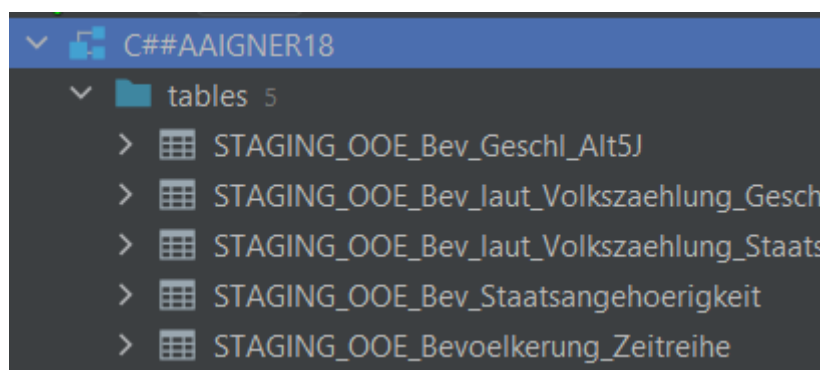 C##AAIGNER18
tables 5
STAGING_OOE_Bev_Geschl_Alt5J
STAGING_OOE_Bev_laut_Volkszaehlung_Gesch
STAGING_OOE_Bev_laut_Volkszaehlung_Staats
STAGING_OOE_Bev_Staatsangehoerigkeit
STAGING_OOE_Bevoelkerung_Zeitreihe